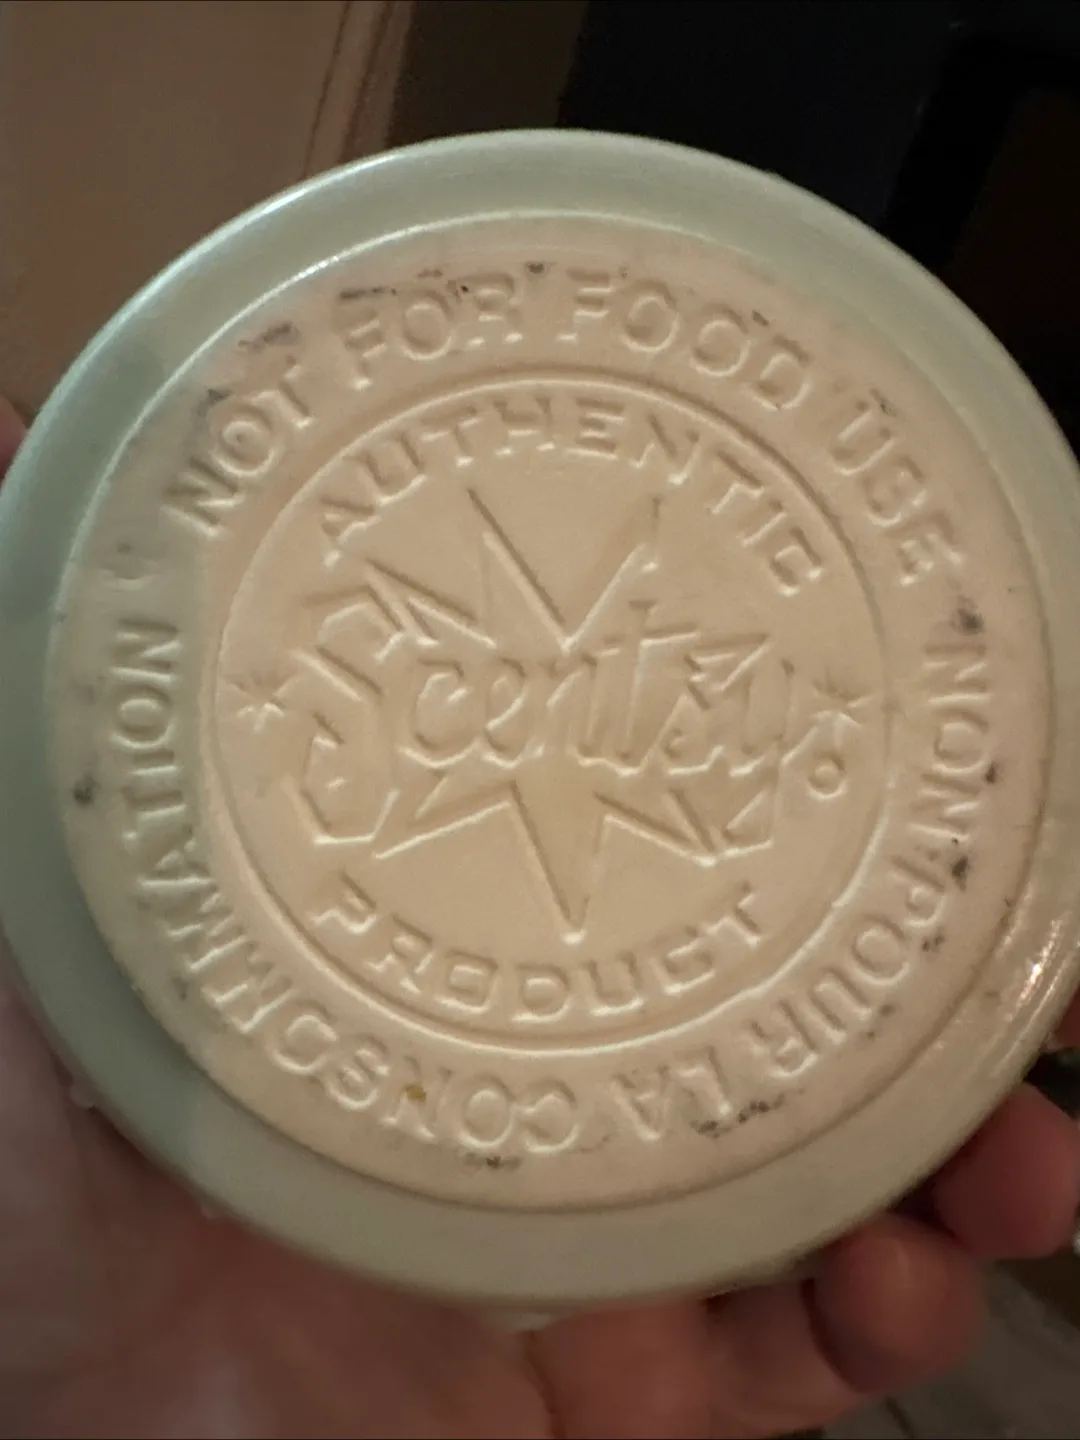 NOT FOR FOOD USE
NON POUR LA CONSOMMATION
AUTHENTIC
Scentsy
PRODUCT